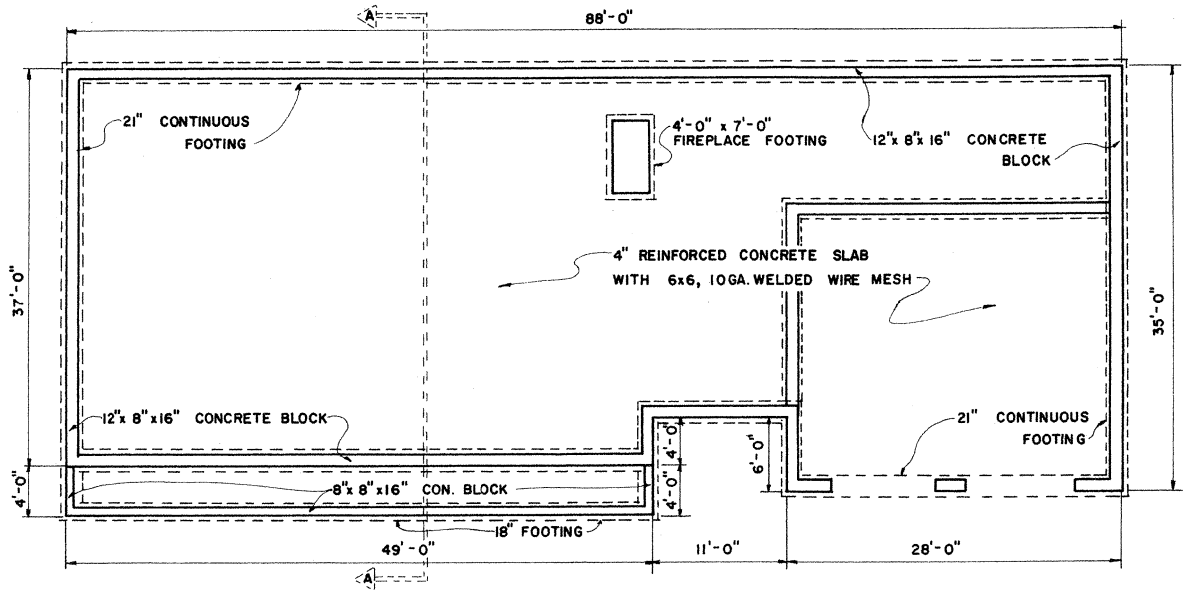 A
88'-0"
21" CONTINUOUS
FOOTING
4'-0" x 7'-0"
FIREPLACE FOOTING
12"x 8"x 16" CONCRETE
BLOCK
37'-0"
4" REINFORCED CONCRETE SLAB
WITH 6x6, 10GA. WELDED WIRE MESH
35'-0"
12"x 8"x16" CONCRETE BLOCK
4'-0"
6'-0"
21" CONTINUOUS
FOOTING
4'-0"
8"x 8"x16" CON. BLOCK
4'-0"
18" FOOTING
49'-0"
11'-0"
28'-0"
A